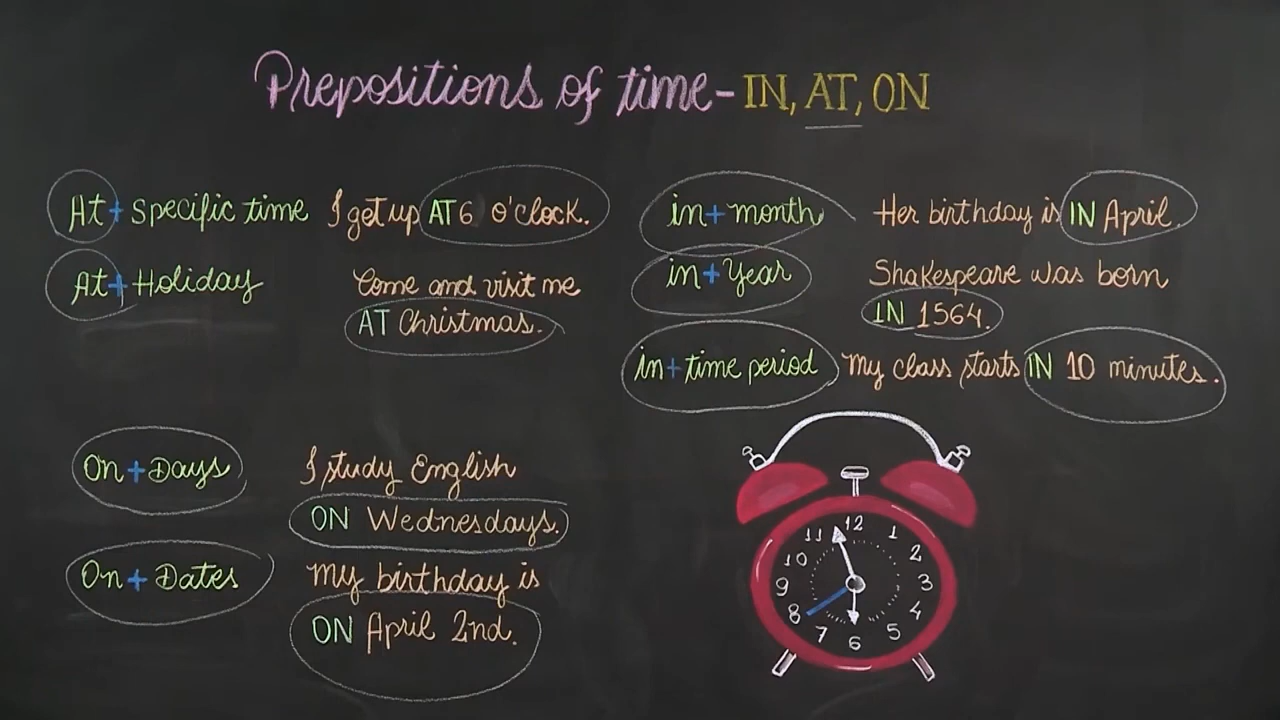 Prepositions of time - IN, AT, ON
At + Specific time I get up AT 6 o'clock.
At + Holiday Come and visit me
AT Christmas.
On + Days I study English
ON Wednesdays.
On + Dates My birthday is
ON April 2nd.
in + month Her birthday is IN April.
in + Year Shakespeare was born
IN 1564.
in + time period My class starts IN 10 minutes.
12
1
2
3
4
5
6
7
8
9
10
11